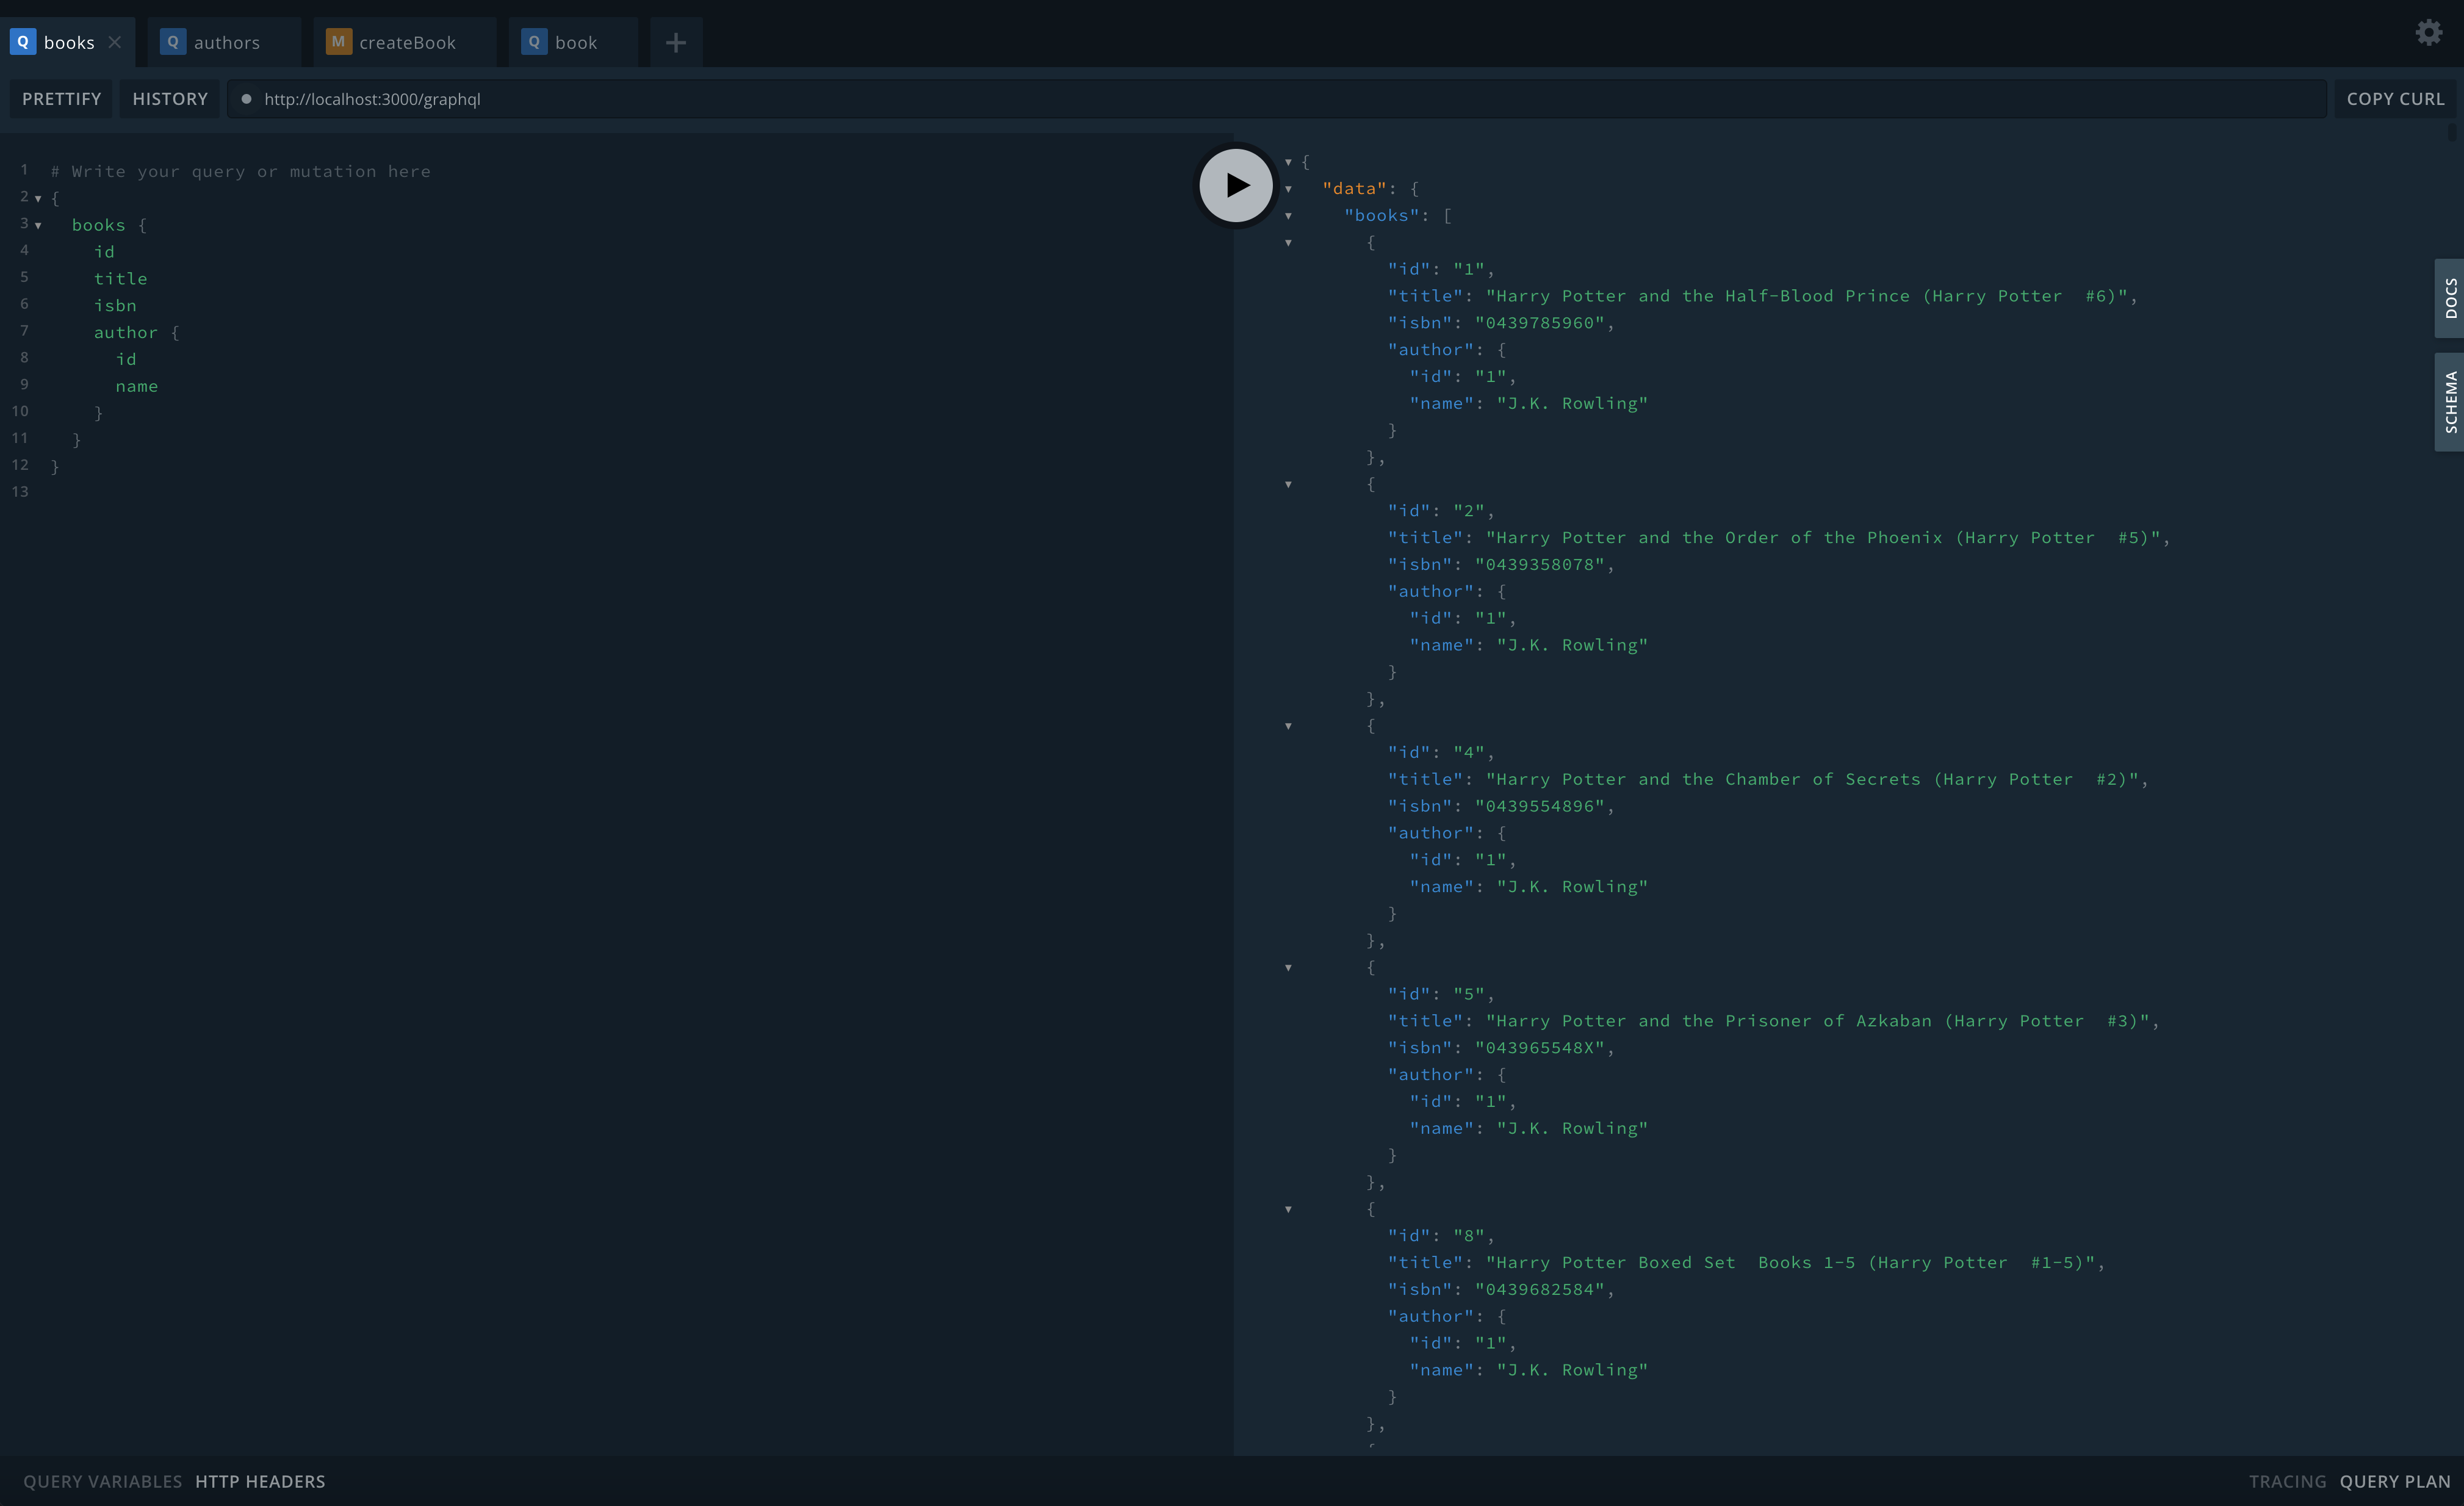 Q books × Q authors M createBook Q book +
PRETTIFY HISTORY http://localhost:3000/graphql COPY CURL
1 # Write your query or mutation here
2 {
3   books {
4     id
5     title
6     isbn
7     author {
8       id
9       name
10     }
11   }
12 }
13
{
  "data": {
    "books": [
      {
        "id": "1",
        "title": "Harry Potter and the Half-Blood Prince (Harry Potter  #6)",
        "isbn": "0439785960",
        "author": {
          "id": "1",
          "name": "J.K. Rowling"
        }
      },
      {
        "id": "2",
        "title": "Harry Potter and the Order of the Phoenix (Harry Potter  #5)",
        "isbn": "0439358078",
        "author": {
          "id": "1",
          "name": "J.K. Rowling"
        }
      },
      {
        "id": "4",
        "title": "Harry Potter and the Chamber of Secrets (Harry Potter  #2)",
        "isbn": "0439554896",
        "author": {
          "id": "1",
          "name": "J.K. Rowling"
        }
      },
      {
        "id": "5",
        "title": "Harry Potter and the Prisoner of Azkaban (Harry Potter  #3)",
        "isbn": "043965548X",
        "author": {
          "id": "1",
          "name": "J.K. Rowling"
        }
      },
      {
        "id": "8",
        "title": "Harry Potter Boxed Set  Books 1-5 (Harry Potter  #1-5)",
        "isbn": "0439682584",
        "author": {
          "id": "1",
          "name": "J.K. Rowling"
        }
      },
      {
DOCS
SCHEMA
QUERY VARIABLES HTTP HEADERS TRACING QUERY PLAN